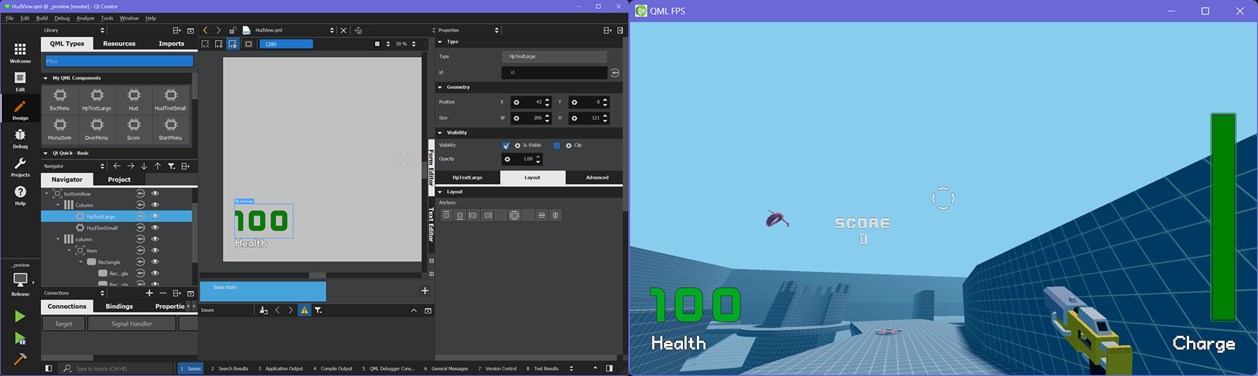 HudView.qml @ _preview [master] - Qt Creator
File Edit View Build Debug Analyze Tools Window Help
Library
HudView.qml
Properties
QML Types Resources Imports
1280
50 %
Type
Filter
Type HpTextLarge
id id
My QML Components
Geometry
EscMenu HpTextLarge Hud HudTextSmall
Position X 42 Y 0
Size W 206 H 121
MenuItem OverMenu Score StartMenu
Visibility
Qt Quick - Basic
Visibility Is Visible Clip
Opacity 1.00
Navigator
Navigator Project
HpTextLarge Layout Advanced
bottomRow
Column
Layout
HpTextLarge
Anchors
HudTextSmall
column
Item
Rectangle
Rec...gle
Rec...gle
Welcome
Edit
Design
Debug
Projects
Help
_preview
Release
100
Health
Form Editor
Text Editor
base state
Connections
Connections Bindings Propertie
Target Signal Handler
Issues
Type to locate (Ctrl+K)
1 Issues 2 Search Results 3 Application Output 4 Compile Output 5 QML Debugger Cons... 6 General Messages 7 Version Control 8 Test Results
QML FPS
SCORE
0
100
Health
Charge